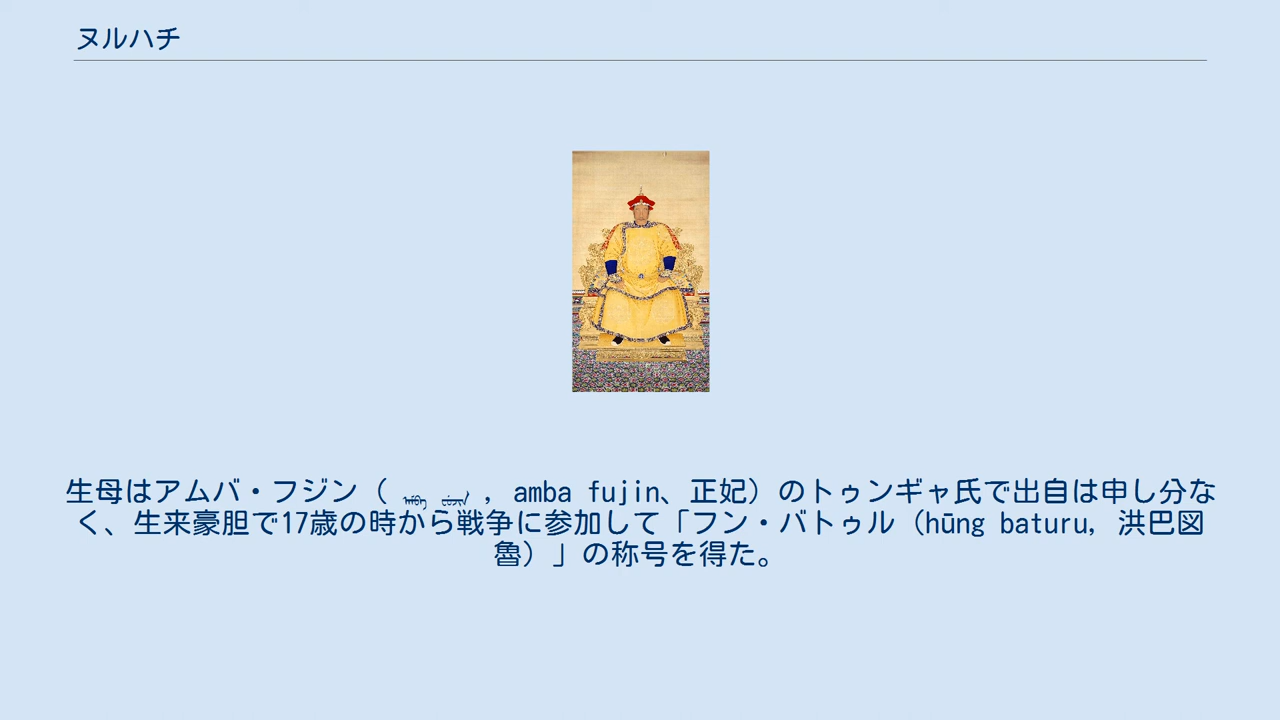 ヌルハチ
生母はアムバ・フジン（ ᠠᠮᠪᠠ ᡶᡠᠵᡳᠨ , amba fujin、正妃）のトゥンギャ氏で出自は申し分な
く、生来豪胆で17歳の時から戦争に参加して「フン・バトゥル（hūng baturu, 洪巴図
魯）」の称号を得た。